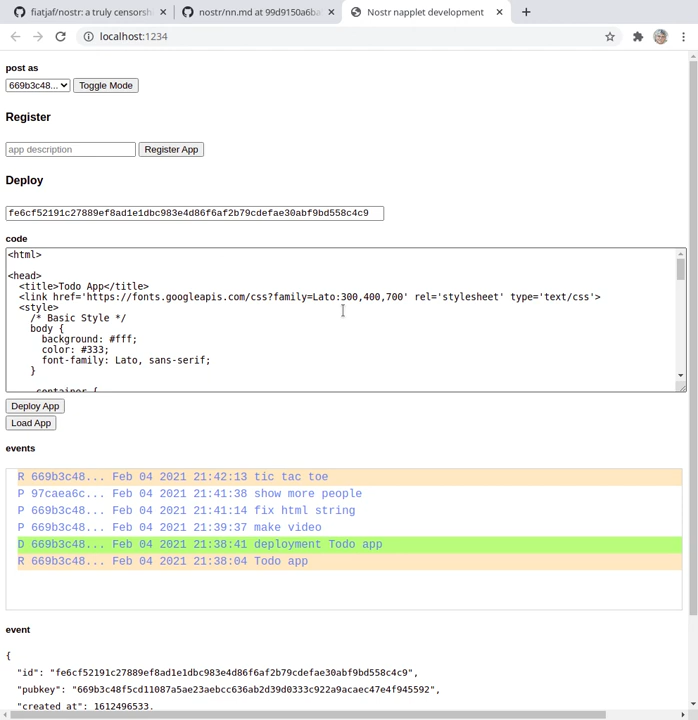 fiatjaf/nostr: a truly censorsh
nostr/nn.md at 99d9150a6ba
Nostr napplet development
localhost:1234
post as
669b3c48...
Toggle Mode
Register
app description
Register App
Deploy
fe6cf52191c27889ef8ad1e1dbc983e4d86f6af2b79cdefae30abf9bd558c4c9
code
<html>
<head>
<title>Todo App</title>
<link href='https://fonts.googleapis.com/css?family=Lato:300,400,700' rel='stylesheet' type='text/css'>
<style>
/* Basic Style */
body {
background: #fff;
color: #333;
font-family: Lato, sans-serif;
}
.container {
Deploy App
Load App
events
R 669b3c48... Feb 04 2021 21:42:13 tic tac toe
P 97caea6c... Feb 04 2021 21:41:38 show more people
P 669b3c48... Feb 04 2021 21:41:14 fix html string
P 669b3c48... Feb 04 2021 21:39:37 make video
D 669b3c48... Feb 04 2021 21:38:41 deployment Todo app
R 669b3c48... Feb 04 2021 21:38:04 Todo app
event
{
"id": "fe6cf52191c27889ef8ad1e1dbc983e4d86f6af2b79cdefae30abf9bd558c4c9",
"pubkey": "669b3c48f5cd11087a5ae23aebcc636ab2d39d0333c922a9acaec47e4f945592",
"created at": 1612496533,